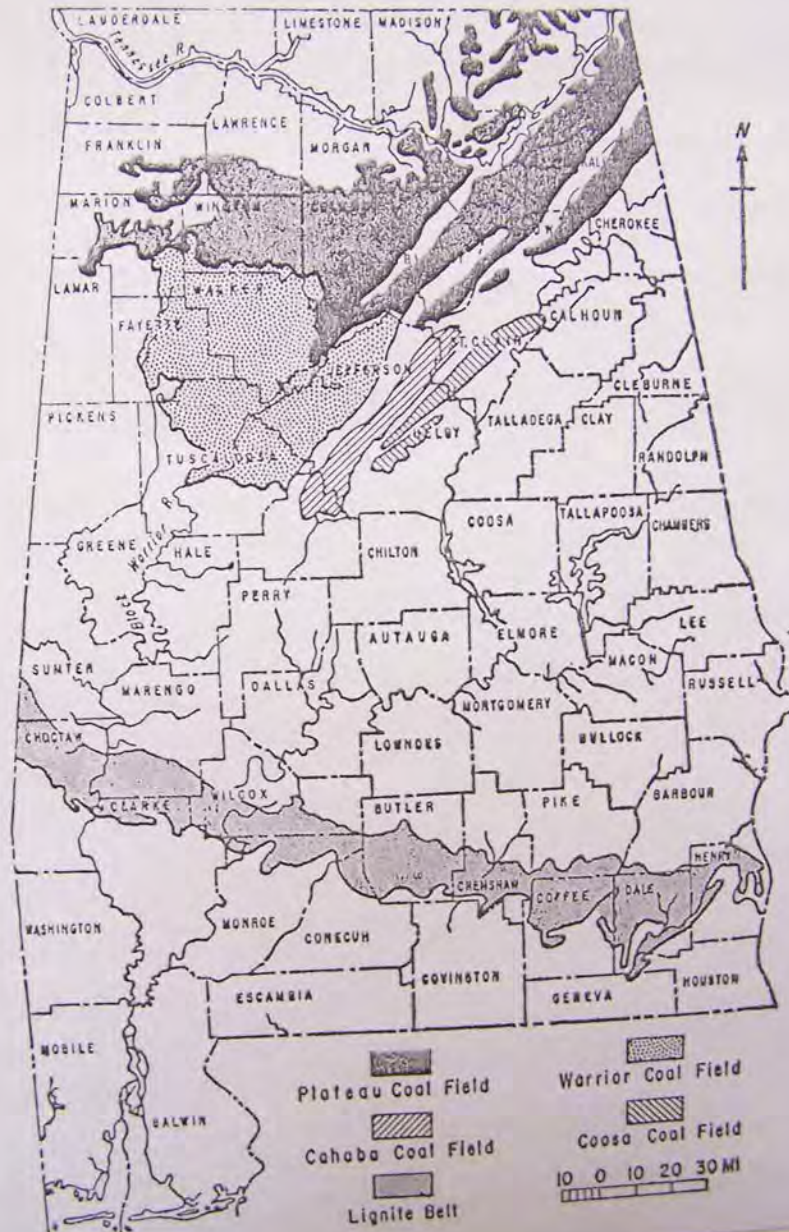 LAUDERDALE
LIMESTONE
MADISON
Tennessee R
COLBERT
LAWRENCE
FRANKLIN
MORGAN
N
MARION
WINSTON
CHEROKEE
LAMAR
WALKER
FAYETTE
CALHOUN
ST. CLAIR
JEFFERSON
CLEBURNE
PICKENS
TALLADEGA
CLAY
TUSCALOOSA
RANDOLPH
COOSA
TALLAPOOSA
CHAMBERS
GREENE
HALE
Black Warrior R
CHILTON
PERRY
LEE
AUTAUGA
ELMORE
SUMTER
MACON
MARENGO
DALLAS
RUSSELL
MONTGOMERY
CHOCTAW
LOWNDES
BULLOCK
WILCOX
CLARKE
BUTLER
PIKE
BARBOUR
HENRY
CRENSHAW
COFFEE
DALE
WASHINGTON
MONROE
CONECUH
COVINGTON
ESCAMBIA
GENEVA
HOUSTON
MOBILE
BALWIN
Plateau Coal Field
Warrior Coal Field
Cahaba Coal Field
Coosa Coal Field
Lignite Belt
10 0 10 20 30 MI